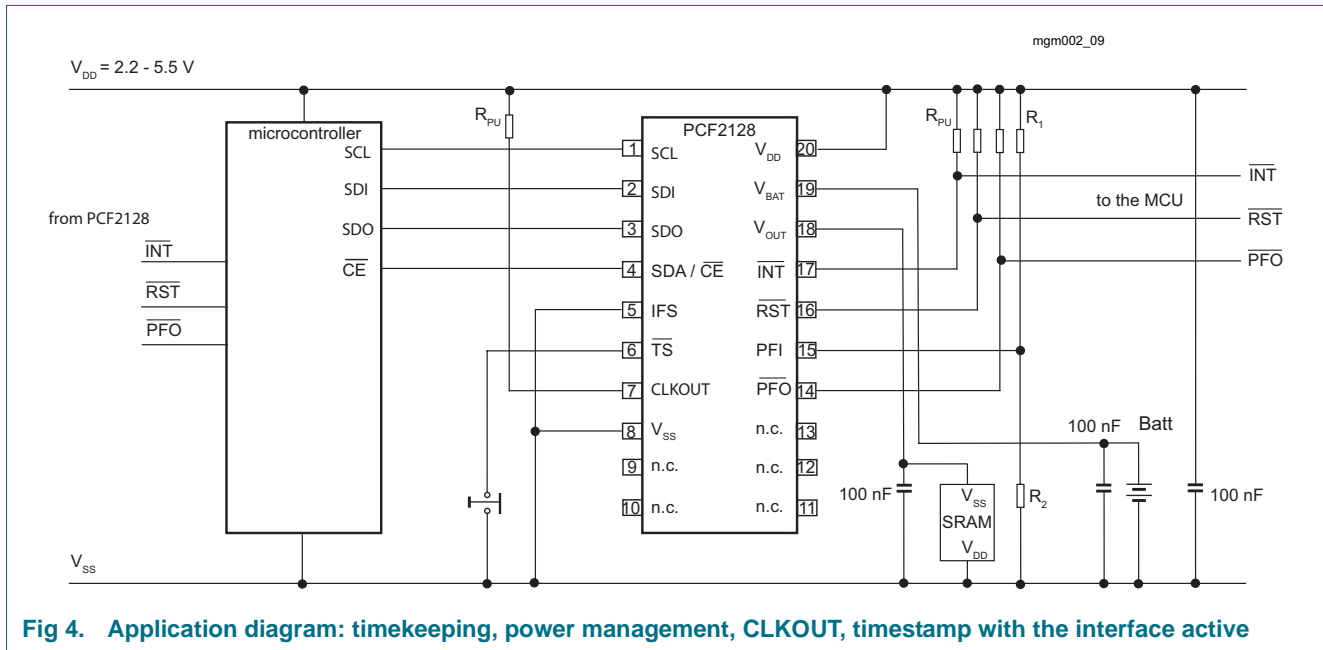 mgm002_09
VDD = 2.2 - 5.5 V
microcontroller
SCL
SDI
SDO
CE
from PCF2128
INT
RST
PFO
RPU
PCF2128
1 SCL
2 SDI
3 SDO
4 SDA / CE
5 IFS
6 TS
7 CLKOUT
8 VSS
9 n.c.
10 n.c.
VDD 20
VBAT 19
VOUT 18
INT 17
RST 16
PFI 15
PFO 14
n.c. 13
n.c. 12
n.c. 11
RPU
R1
INT
to the MCU
RST
PFO
100 nF
Batt
100 nF
VSS
SRAM
VDD
R2
100 nF
VSS
Fig 4. Application diagram: timekeeping, power management, CLKOUT, timestamp with the interface active